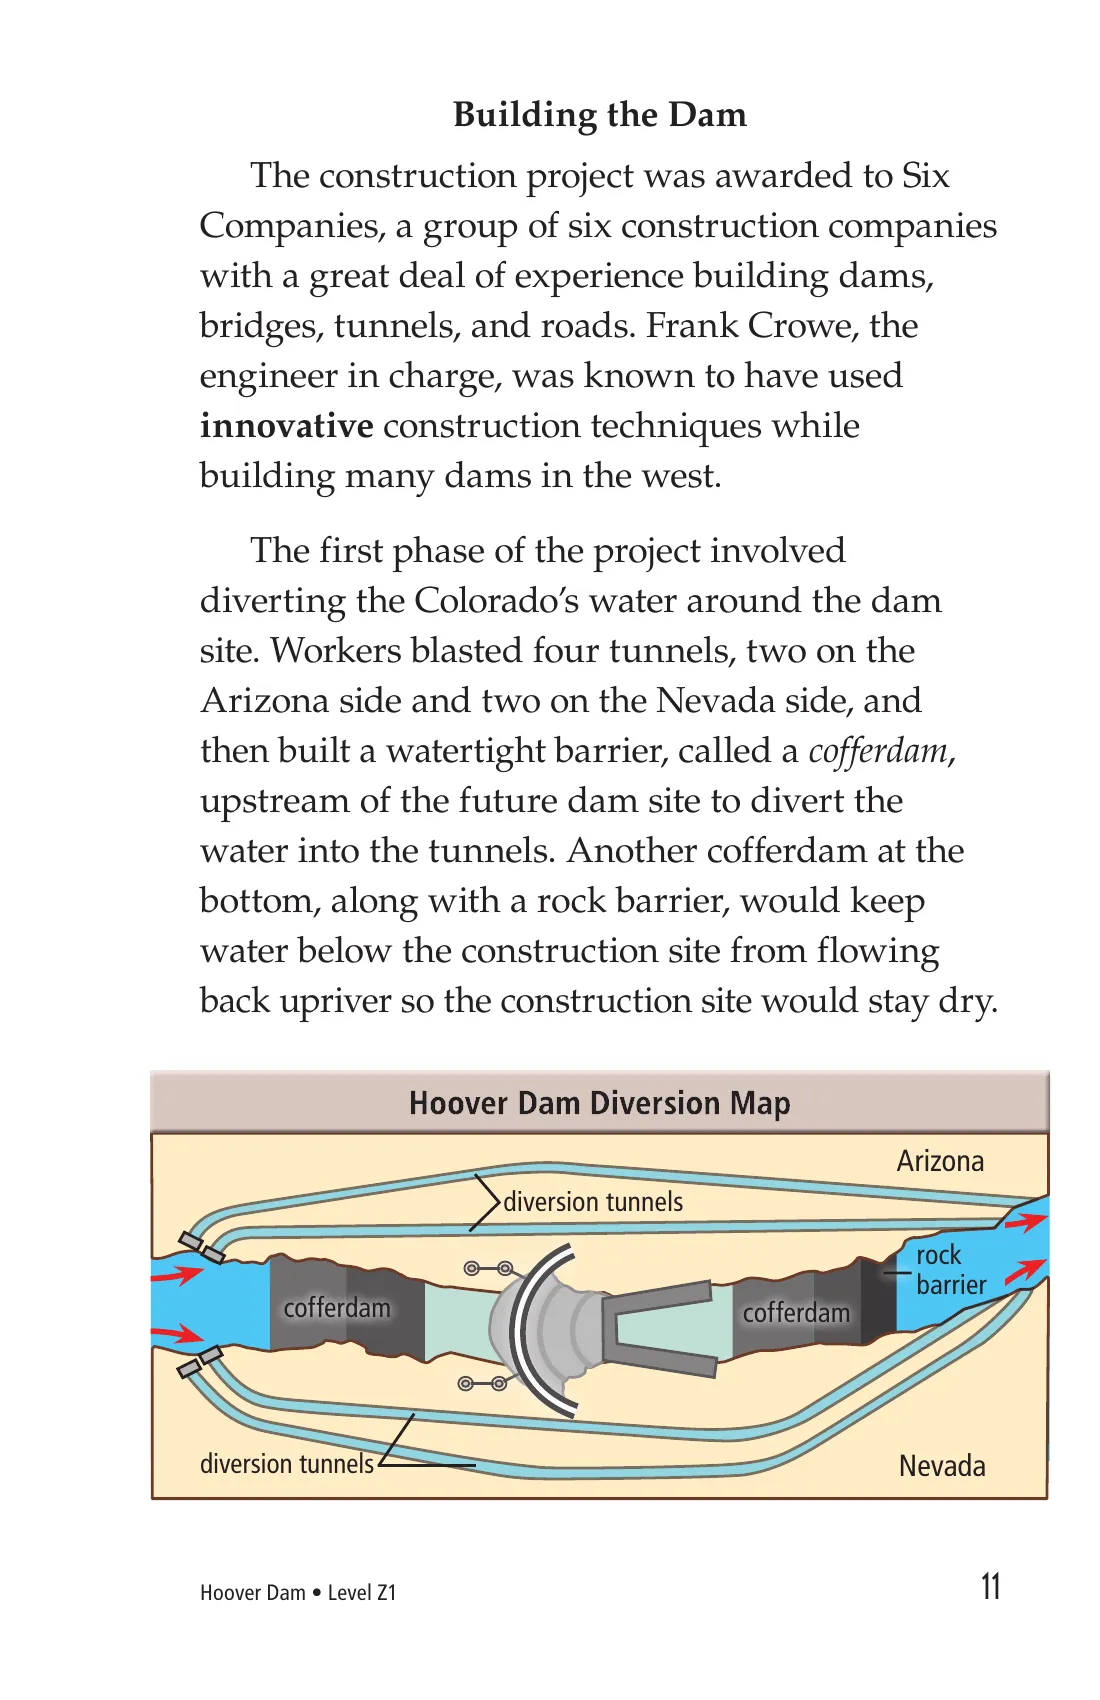 Building the Dam
The construction project was awarded to Six
Companies, a group of six construction companies
with a great deal of experience building dams,
bridges, tunnels, and roads. Frank Crowe, the
engineer in charge, was known to have used
innovative construction techniques while
building many dams in the west.
The first phase of the project involved
diverting the Colorado’s water around the dam
site. Workers blasted four tunnels, two on the
Arizona side and two on the Nevada side, and
then built a watertight barrier, called a cofferdam,
upstream of the future dam site to divert the
water into the tunnels. Another cofferdam at the
bottom, along with a rock barrier, would keep
water below the construction site from flowing
back upriver so the construction site would stay dry.
Hoover Dam Diversion Map
Arizona
diversion tunnels
rock
barrier
cofferdam
cofferdam
diversion tunnels
Nevada
Hoover Dam • Level Z1
11